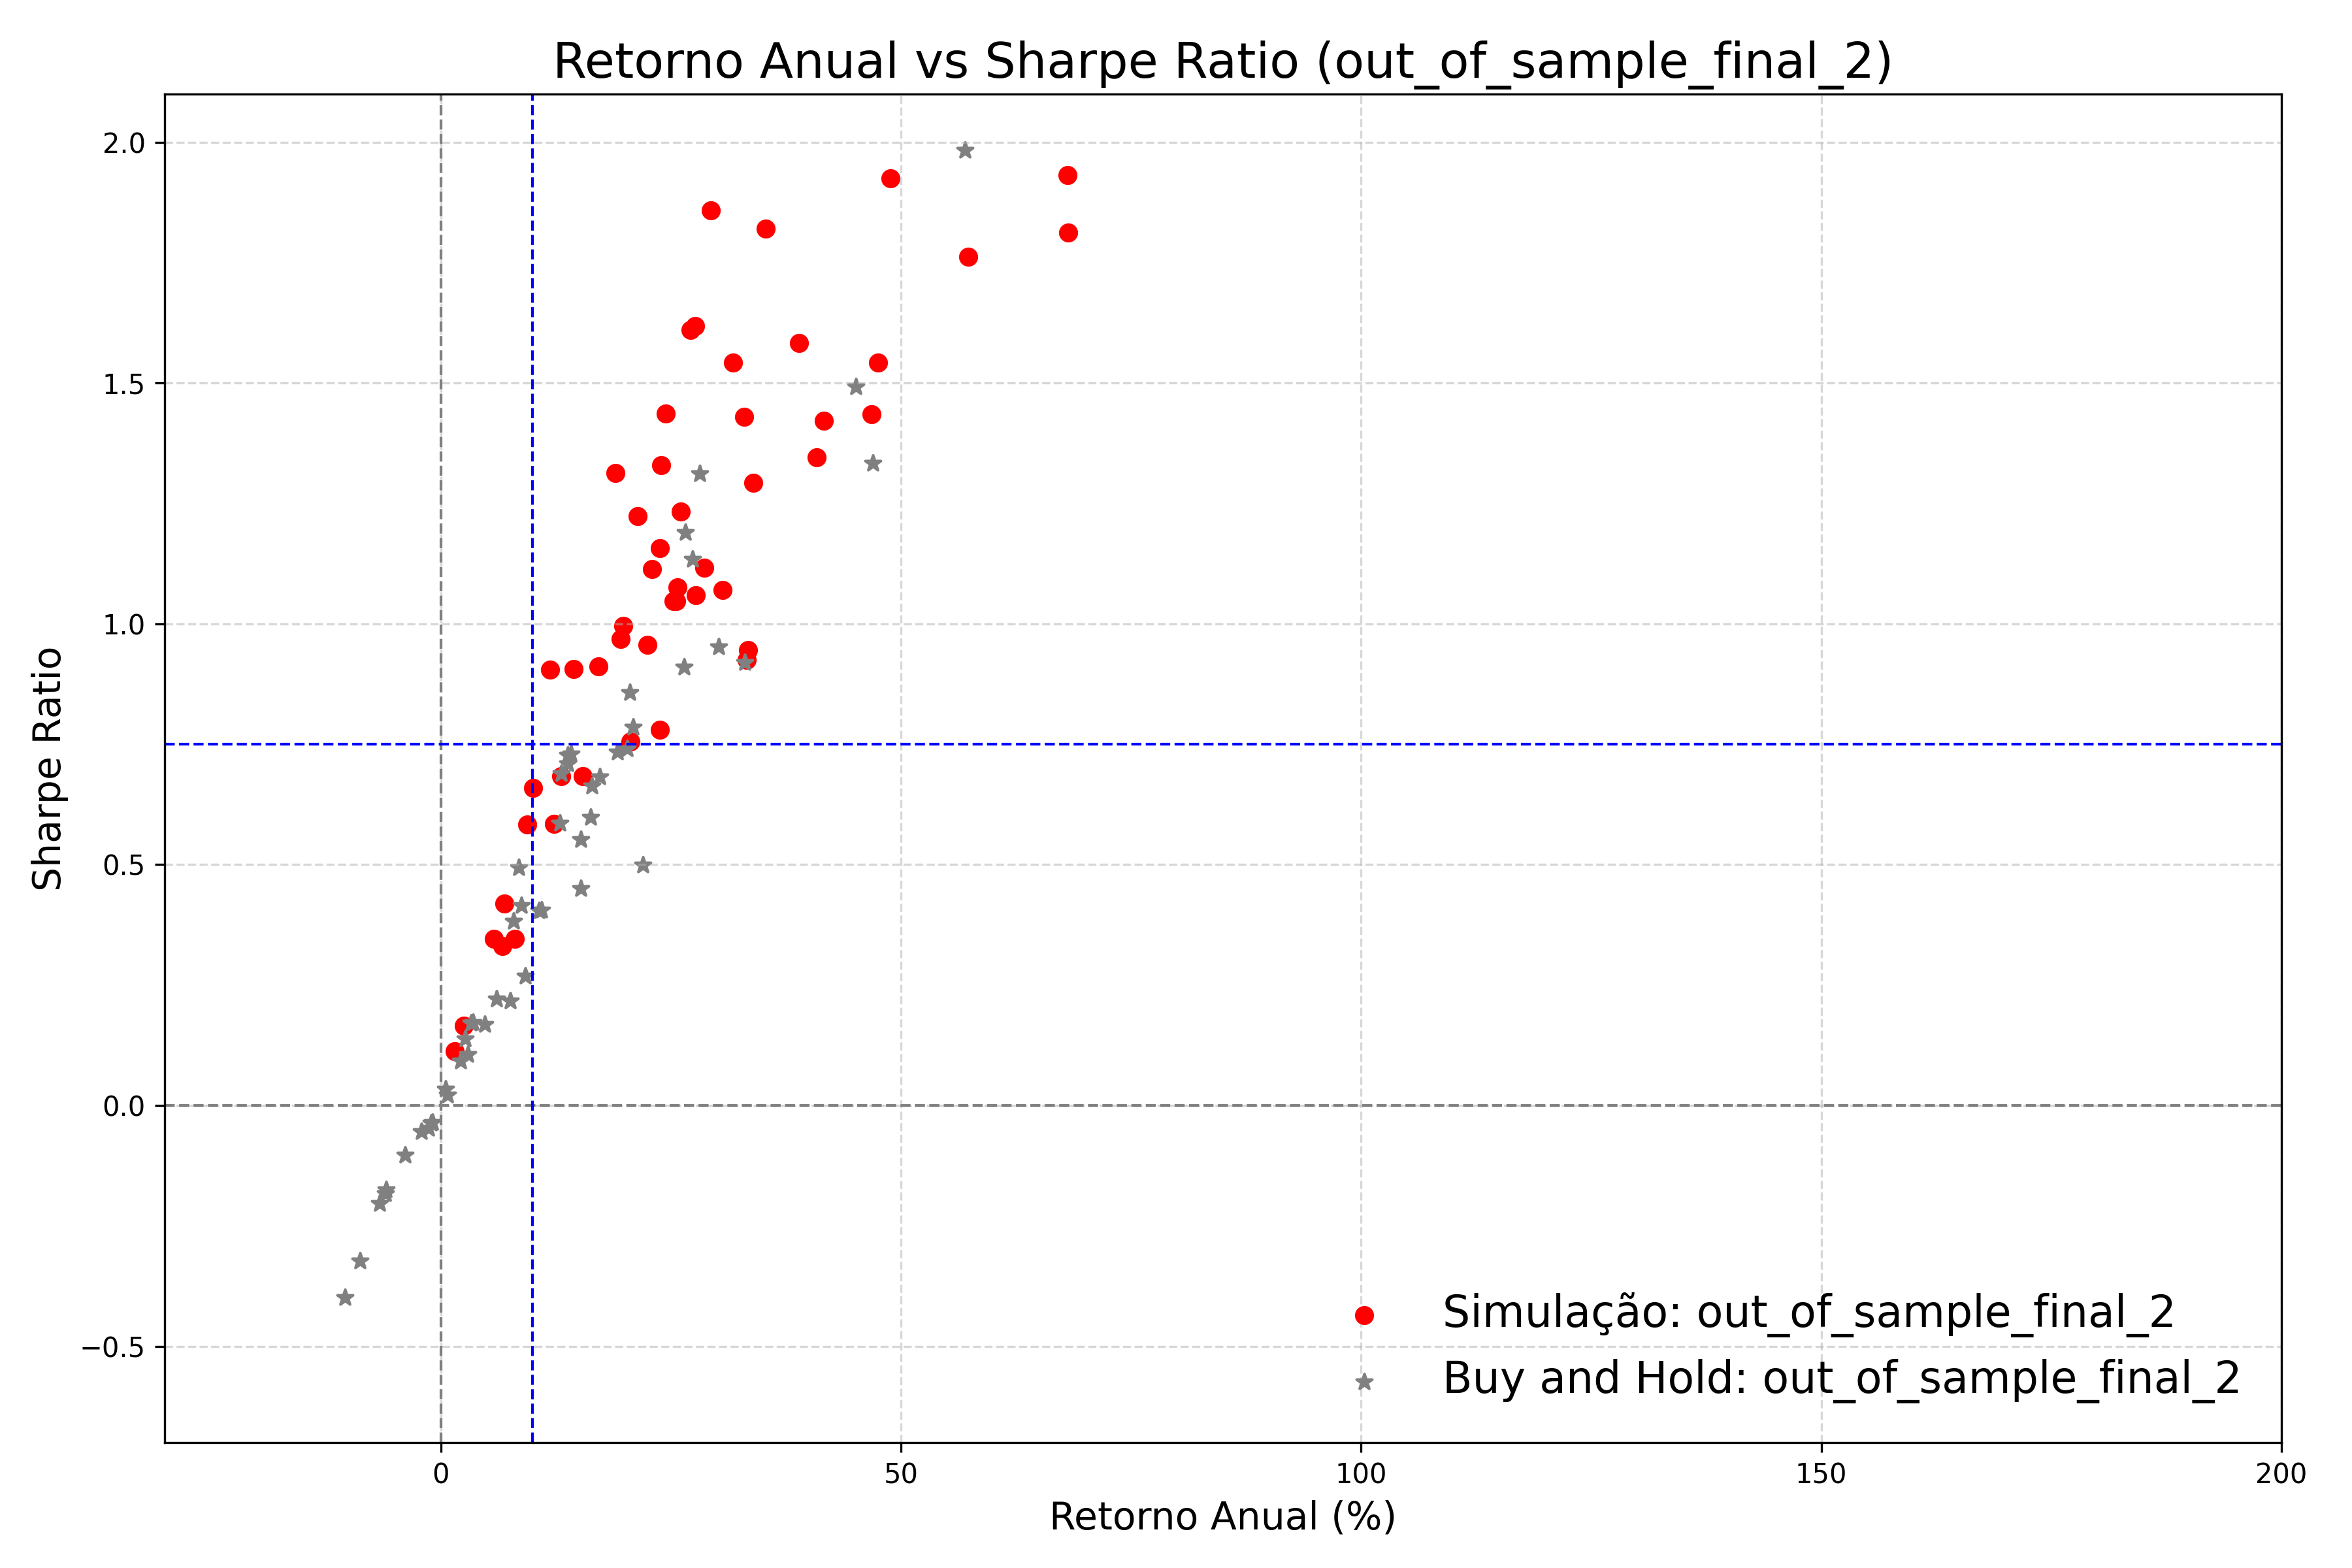 Retorno Anual vs Sharpe Ratio (out_of_sample_final_2)
Sharpe Ratio
2.0
1.5
1.0
0.5
0.0
−0.5
0
50
100
150
200
Retorno Anual (%)
Simulação: out_of_sample_final_2
Buy and Hold: out_of_sample_final_2